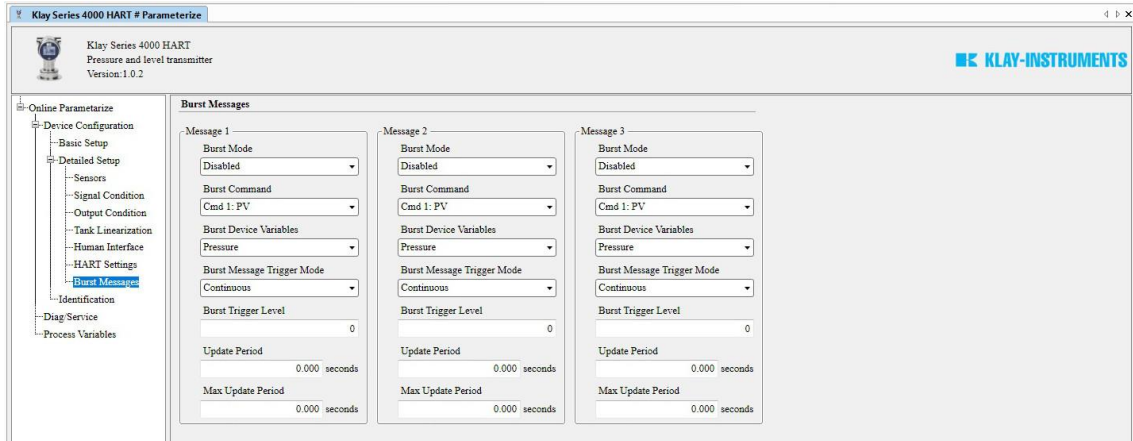 Klay Series 4000 HART # Parameterize
Klay Series 4000 HART
Pressure and level transmitter
Version:1.0.2
KLAY-INSTRUMENTS
Online Parametarize
Device Configuration
Basic Setup
Detailed Setup
Sensors
Signal Condition
Output Condition
Tank Linearization
Human Interface
HART Settings
Burst Messages
Identification
Diag/Service
Process Variables
Burst Messages
Message 1
Burst Mode
Disabled
Burst Command
Cmd 1: PV
Burst Device Variables
Pressure
Burst Message Trigger Mode
Continuous
Burst Trigger Level
0
Update Period
0.000 seconds
Max Update Period
0.000 seconds
Message 2
Burst Mode
Disabled
Burst Command
Cmd 1: PV
Burst Device Variables
Pressure
Burst Message Trigger Mode
Continuous
Burst Trigger Level
0
Update Period
0.000 seconds
Max Update Period
0.000 seconds
Message 3
Burst Mode
Disabled
Burst Command
Cmd 1: PV
Burst Device Variables
Pressure
Burst Message Trigger Mode
Continuous
Burst Trigger Level
0
Update Period
0.000 seconds
Max Update Period
0.000 seconds